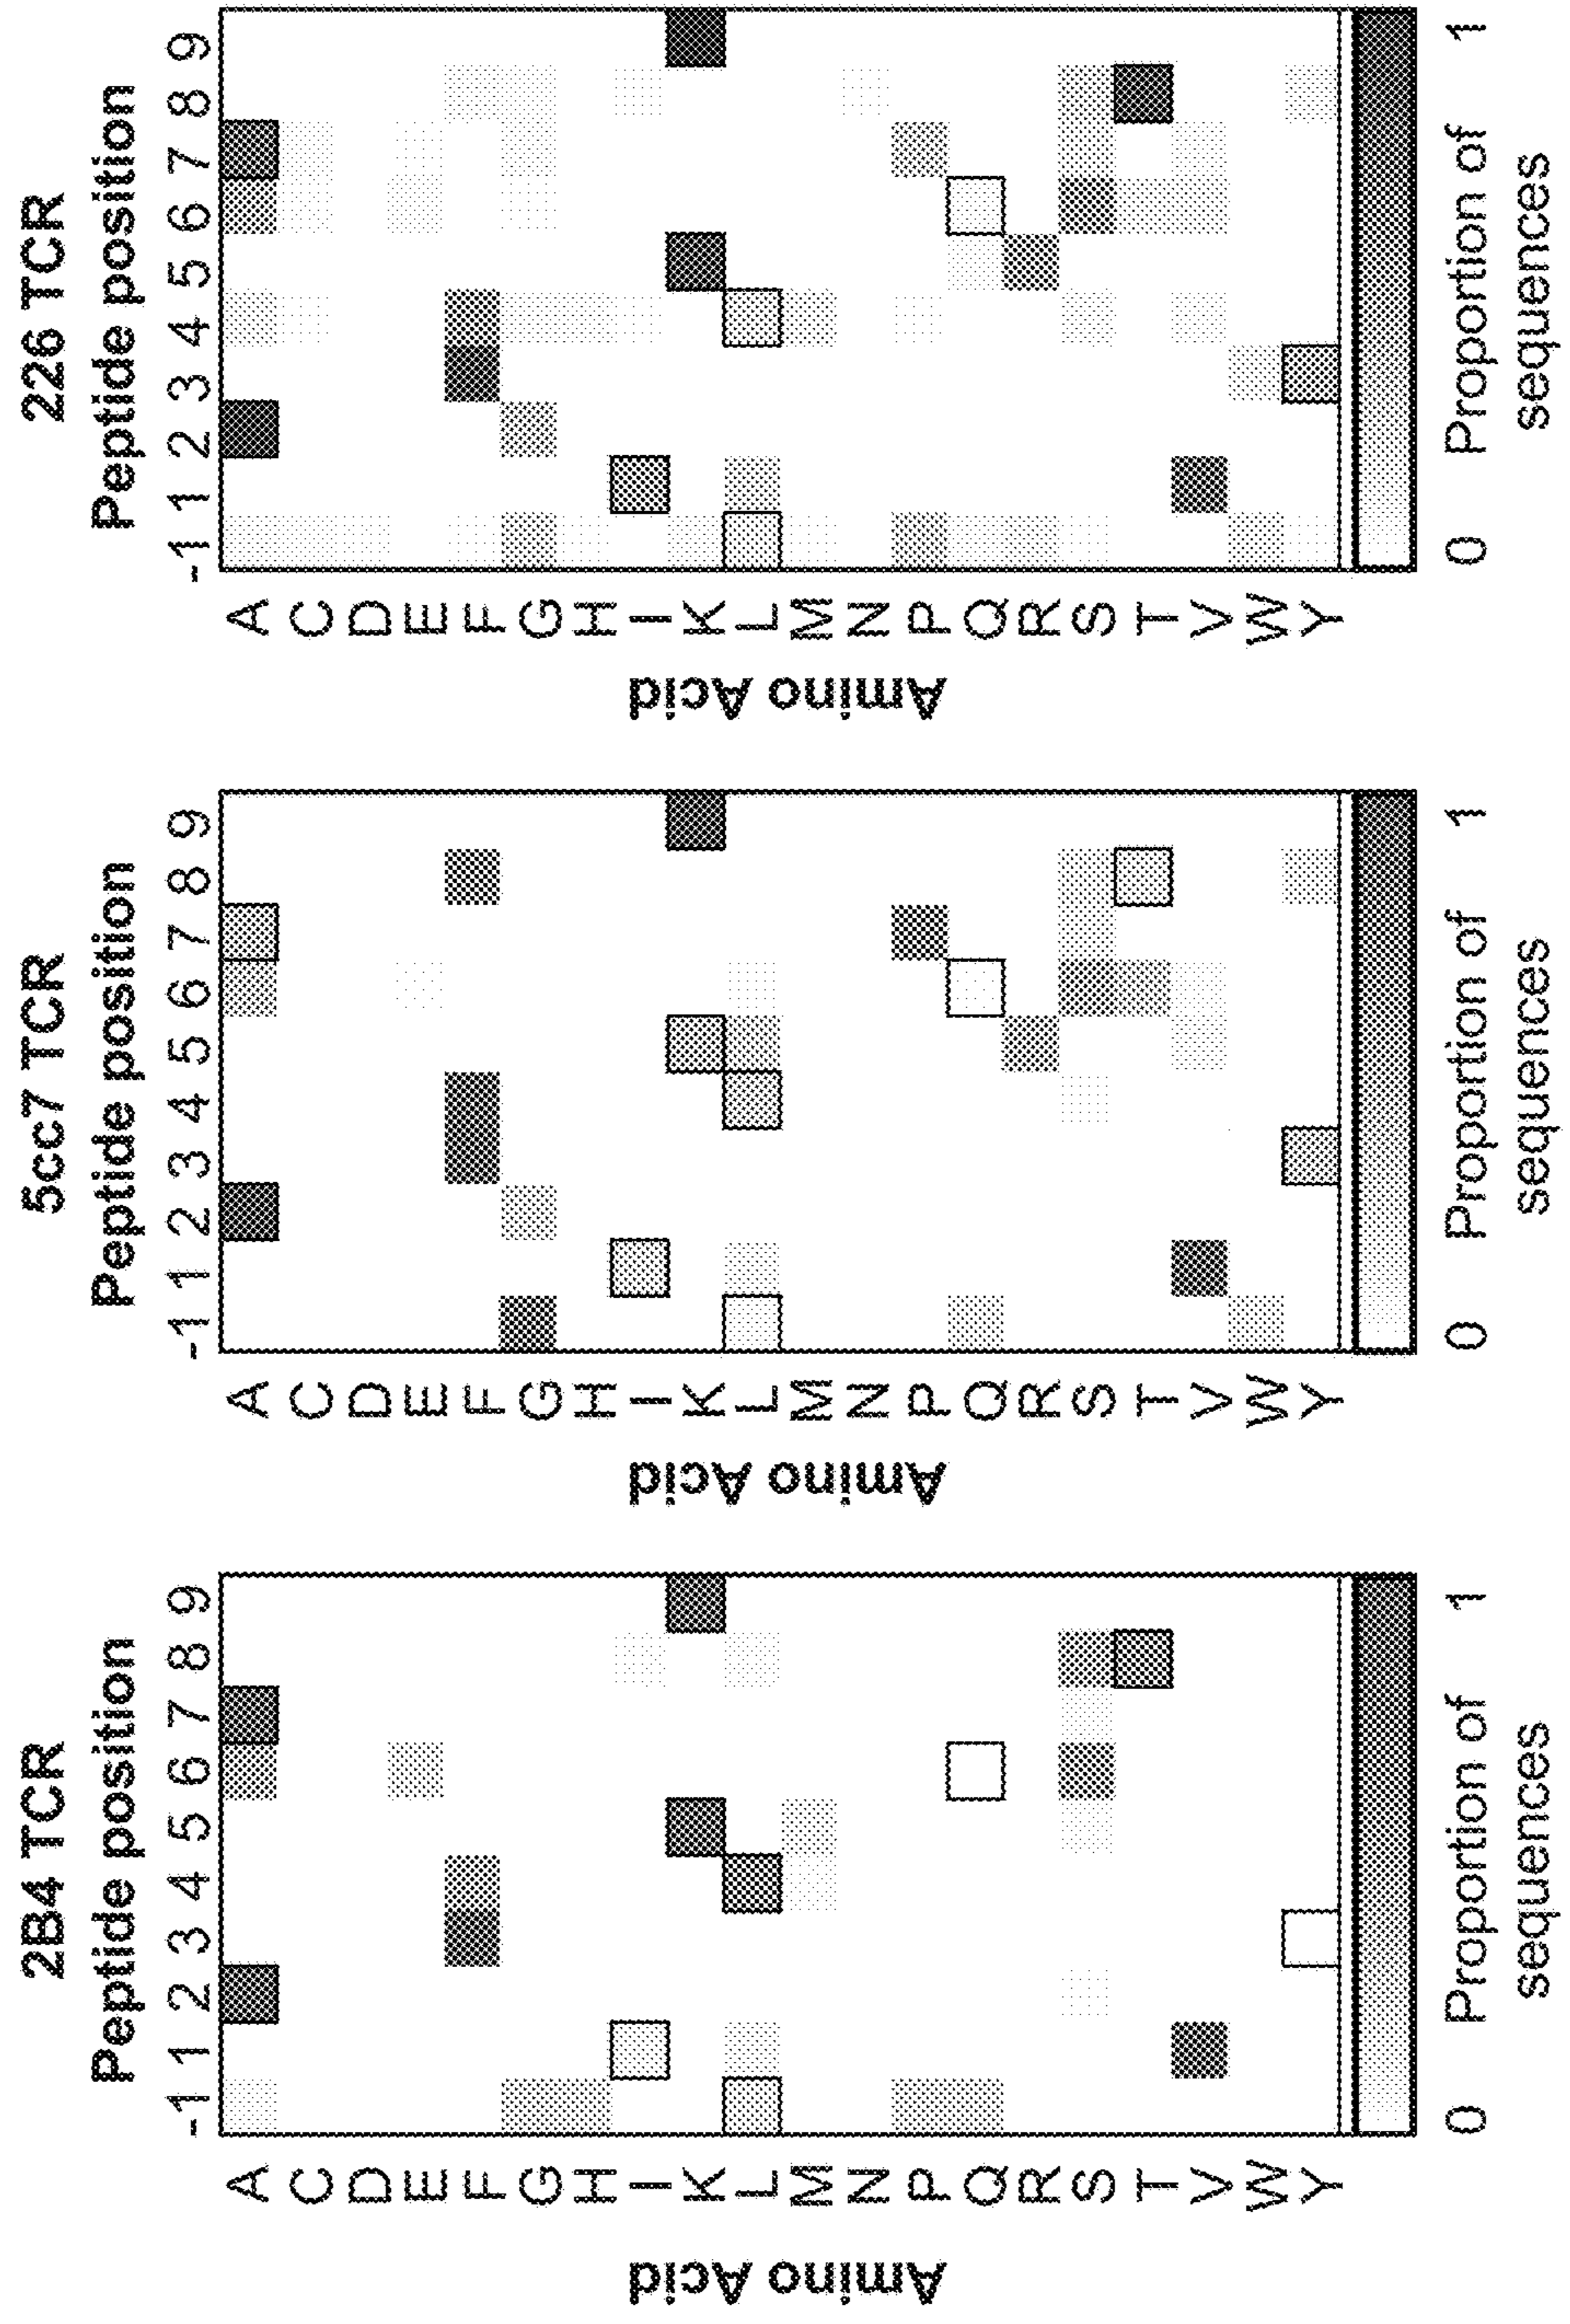 2B4 TCR
Peptide position
-1 1 2 3 4 5 6 7 8 9
Amino Acid
A
C
D
E
F
G
H
I
K
L
M
N
P
Q
R
S
T
V
W
Y
0 Proportion of 1
sequences
5cc7 TCR
Peptide position
-1 1 2 3 4 5 6 7 8 9
Amino Acid
A
C
D
E
F
G
H
I
K
L
M
N
P
Q
R
S
T
V
W
Y
0 Proportion of 1
sequences
226 TCR
Peptide position
-1 1 2 3 4 5 6 7 8 9
Amino Acid
A
C
D
E
F
G
H
I
K
L
M
N
P
Q
R
S
T
V
W
Y
0 Proportion of 1
sequences